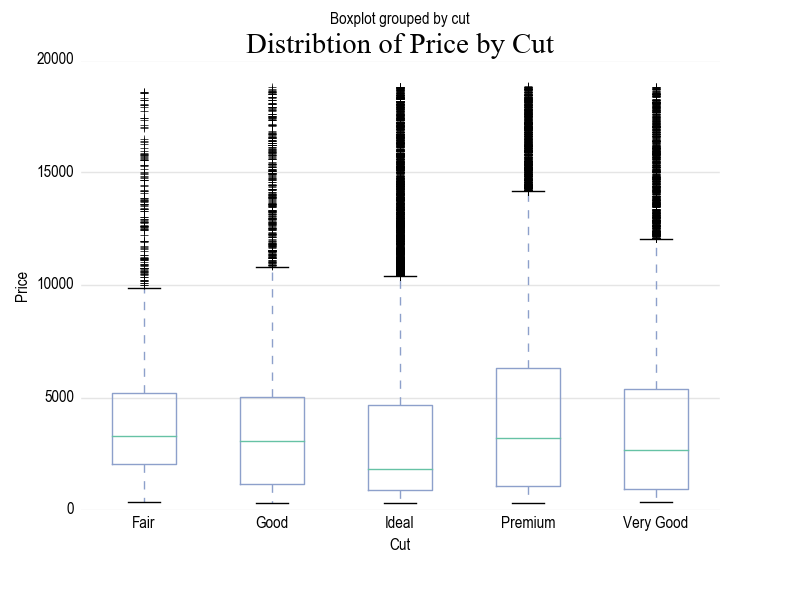 Boxplot grouped by cut
Distribtion of Price by Cut
20000
15000
10000
5000
0
Price
Fair Good Ideal Premium Very Good
Cut